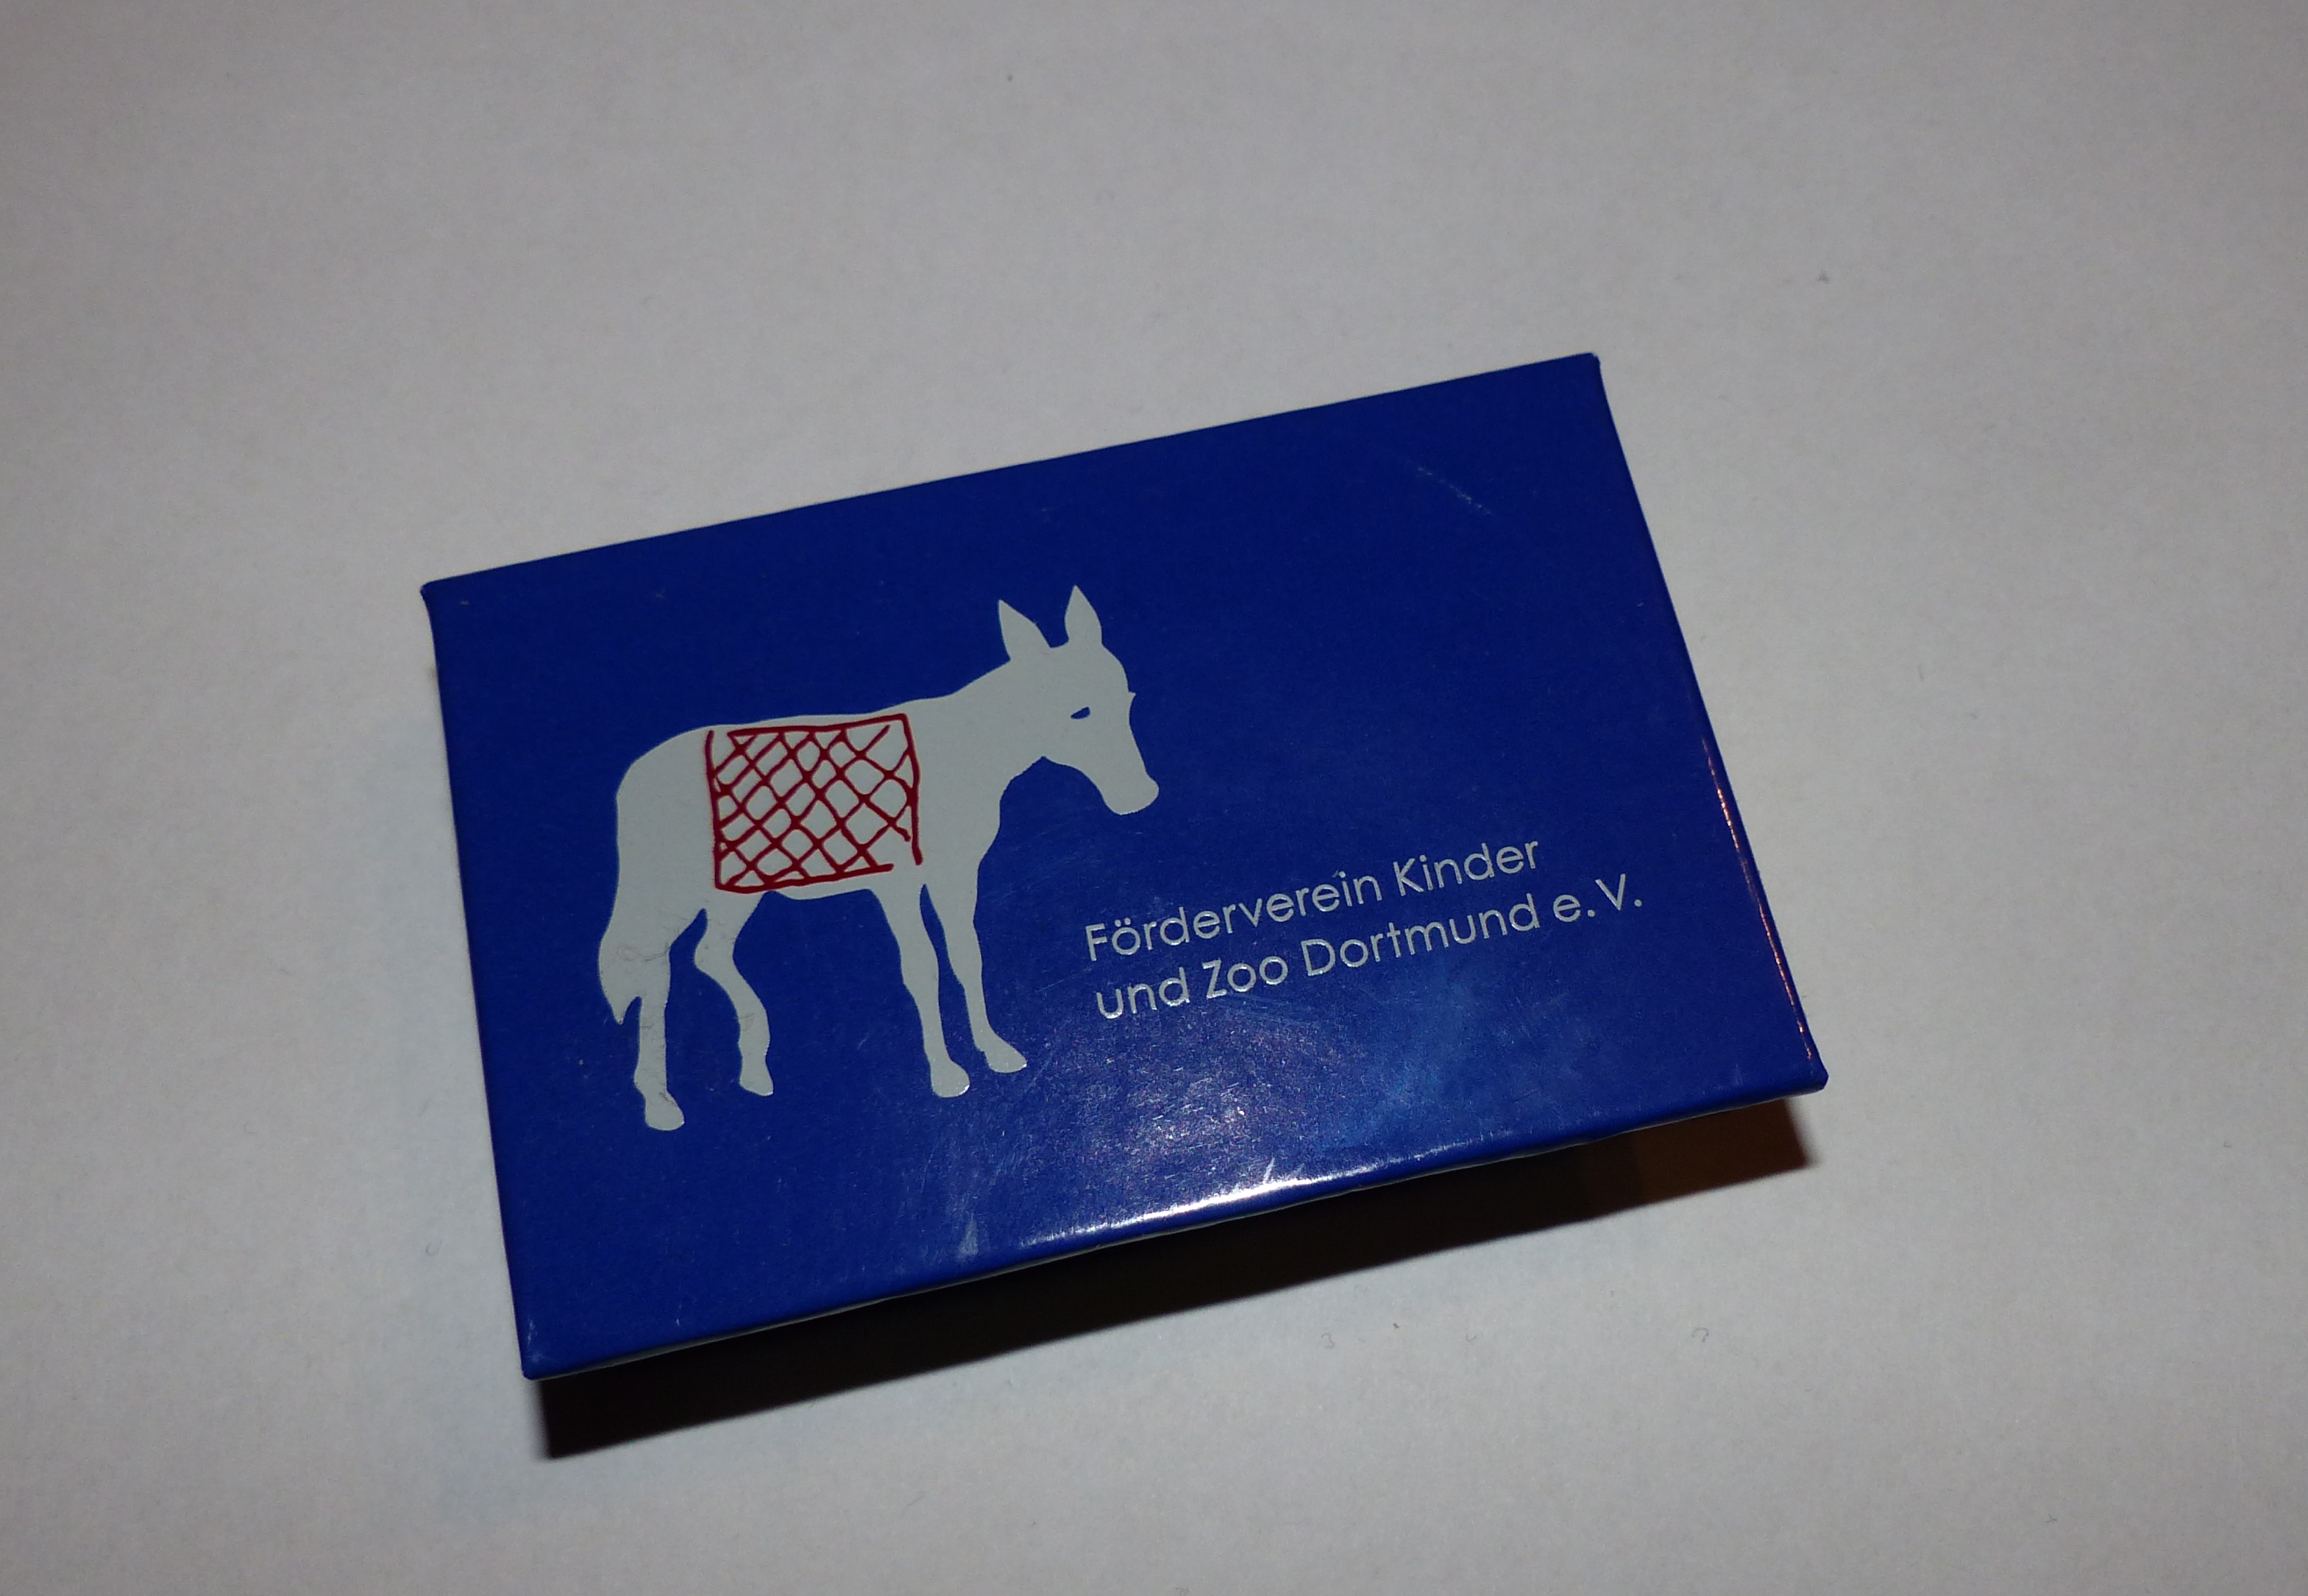 Förderverein Kinder
und Zoo Dortmund e. V.